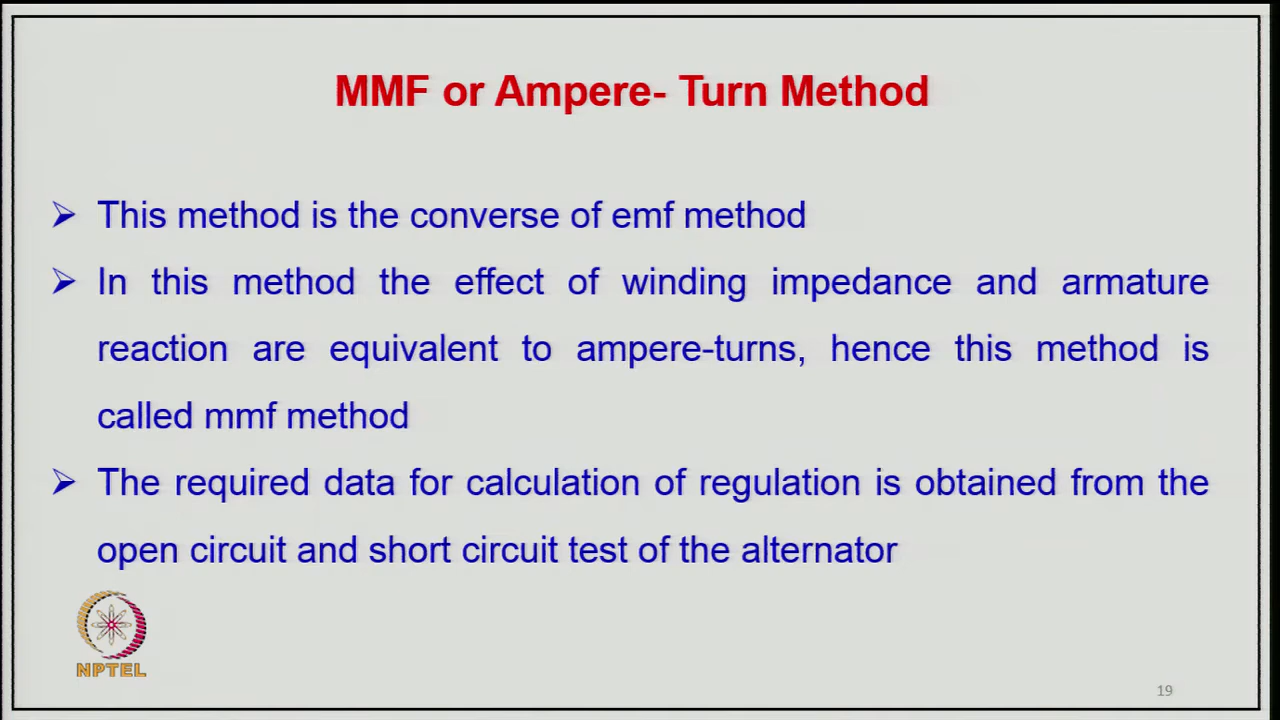 MMF or Ampere- Turn Method
➢ This method is the converse of emf method
➢ In this method the effect of winding impedance and armature
reaction are equivalent to ampere-turns, hence this method is
called mmf method
➢ The required data for calculation of regulation is obtained from the
open circuit and short circuit test of the alternator
NPTEL
19